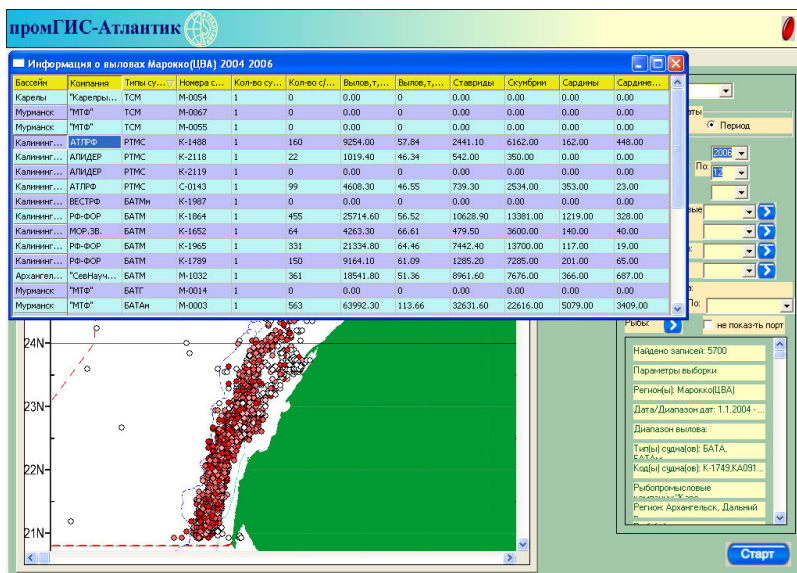 промГИС-Атлантик
Информация о выловах Марокко(ЦВА) 2004 2006
Бассейн Компания Типы су... Номера с... Кол-во су... Кол-во с/... Вылов,т,... Вылов,т,... Ставриды Скунбрии Сардины Сардине...
Карелы "Карелры... ТСМ М-0054 1 0 0.00 0 0.00 0.00 0.00 0.00
Мурманск "МТФ" ТСМ М-0067 1 0 0.00 0 0.00 0.00 0.00 0.00
Мурманск "МТФ" ТСМ М-0055 1 0 0.00 0 0.00 0.00 0.00 0.00
Калининг... АТЛРФ РТМС К-1488 1 160 9254.00 57.84 2441.10 6162.00 162.00 448.00
Калининг... АЛИДЕР РТМС К-2118 1 22 1019.40 46.34 542.00 350.00 0.00 0.00
Калининг... АЛИДЕР РТМС К-2119 1 0 0.00 0 0.00 0.00 0.00 0.00
Калининг... АТЛРФ РТМС С-0143 1 99 4608.30 46.55 739.30 2534.00 353.00 23.00
Калининг... ВЕСТРФ БАТМн К-1987 1 0 0.00 0 0.00 0.00 0.00 0.00
Калининг... РФ-ФОР БАТМ К-1864 1 455 25714.60 56.52 10628.90 13381.00 1219.00 328.00
Калининг... МОР.ЗВ. БАТМ К-1652 1 64 4263.30 66.61 479.50 3600.00 140.00 40.00
Калининг... РФ-ФОР БАТМ К-1965 1 331 21334.80 64.46 7442.40 13700.00 117.00 19.00
Калининг... РФ-ФОР БАТМ К-1789 1 150 9164.10 61.09 1285.20 7285.00 201.00 65.00
Архангел... "СевНауч... БАТМ М-1032 1 361 18541.80 51.36 8961.60 7676.00 366.00 687.00
Мурманск "МТФ" БАТГ М-0014 1 0 0.00 0 0.00 0.00 0.00 0.00
Мурманск "МТФ" БАТАн М-0003 1 563 63992.30 113.66 32631.60 22616.00 5079.00 3409.00
аты
Период
2006
По:
12
овые
По:
Рыбы: не показ-ть порт
24N
23N
22N
21N
Найдено записей: 5700
Параметры выборки
Регион(ы): Марокко(ЦВА)
Дата/Диапазон дат: 1.1.2004 - ...
Диапазон вылова:
Тип(ы) судна(ов): БАТА,
Код(ы) судна(ов): К-1749,КА091...
Рыбопромысловые
Регион: Архангельск, Дальний
Старт